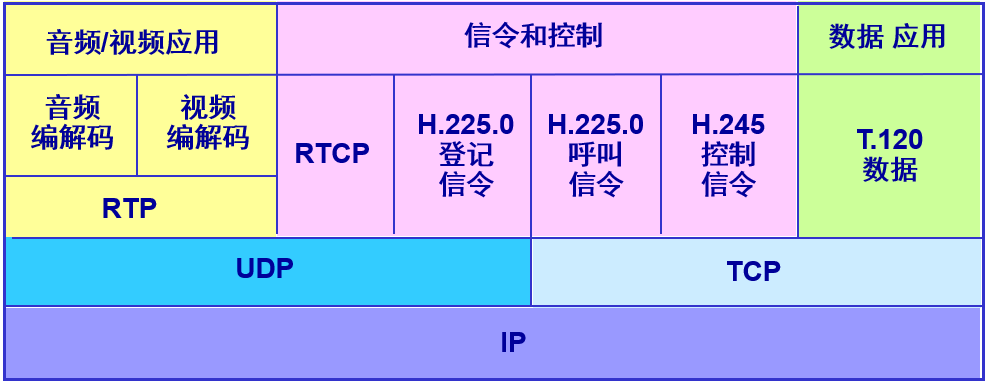 音频/视频应用
信令和控制
数据 应用
音频
编解码
视频
编解码
RTP
RTCP
H.225.0
登记
信令
H.225.0
呼叫
信令
H.245
控制
信令
T.120
数据
UDP
TCP
IP